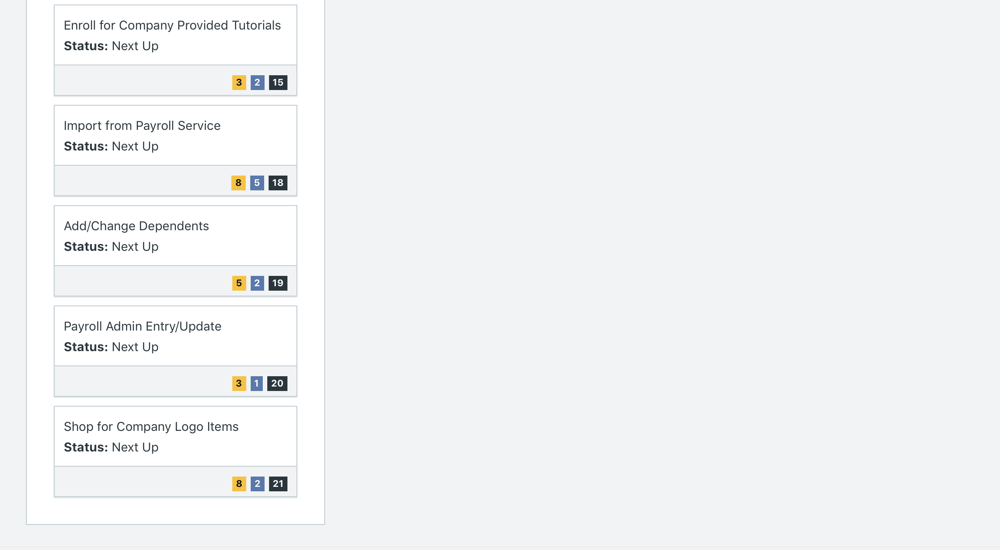 Enroll for Company Provided Tutorials
Status: Next Up
3 2 15
Import from Payroll Service
Status: Next Up
8 5 18
Add/Change Dependents
Status: Next Up
5 2 19
Payroll Admin Entry/Update
Status: Next Up
3 1 20
Shop for Company Logo Items
Status: Next Up
8 2 21